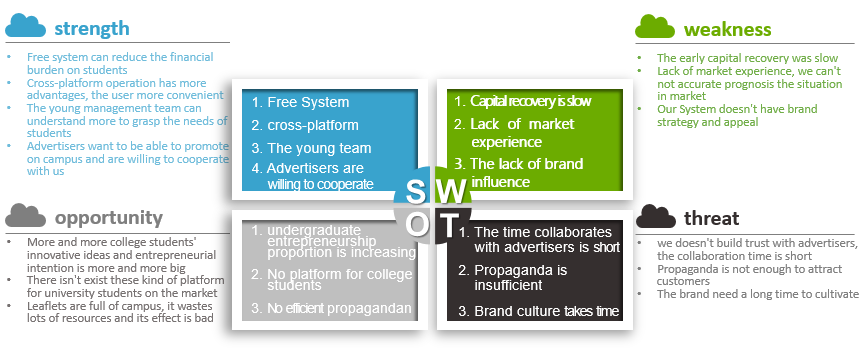 strength
Free system can reduce the financial
burden on students
Cross-platform operation has more
advantages, the user more convenient
The young management team can
understand more to grasp the needs of
students
Advertisers want to be able to promote
on campus and are willing to cooperate
with us
1. Free System
2. cross-platform
3. The young team
4. Advertisers are
willing to cooperate
1. Capital recovery is slow
2. Lack of market
experience
3. The lack of brand
influence
weakness
The early capital recovery was slow
Lack of market experience, we can't
not accurate prognosis the situation
in market
Our System doesn't have brand
strategy and appeal
S W
O T
opportunity
More and more college students'
innovative ideas and entrepreneurial
intention is more and more big
There isn't exist these kind of platform
for university students on the market
Leaflets are full of campus, it wastes
lots of resources and its effect is bad
1. undergraduate
entrepreneurship
proportion is increasing
2. No platform for college
students
3. No efficient propagandan
1. The time collaborates
with advertisers is short
2. Propaganda is
insufficient
3. Brand culture takes time
threat
we doesn't build trust with advertisers,
the collaboration time is short
Propaganda is not enough to attract
customers
The brand need a long time to cultivate